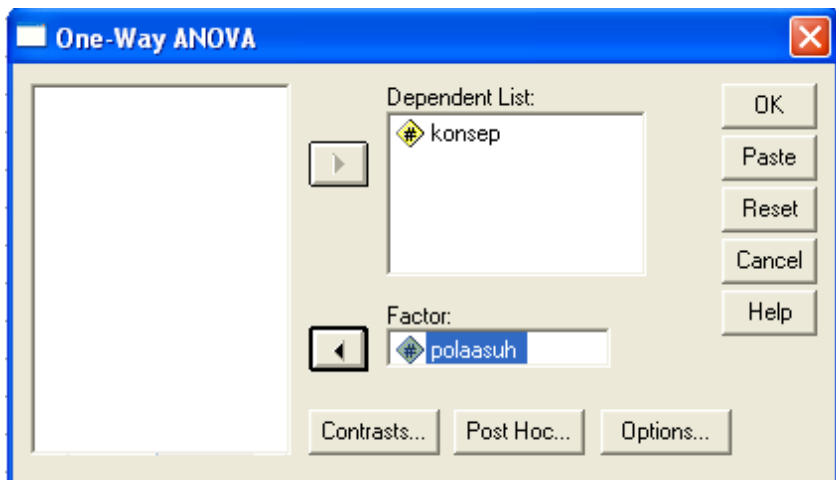 One-Way ANOVA
Dependent List:
# konsep
Factor:
# polaasuh
OK
Paste
Reset
Cancel
Help
Contrasts...
Post Hoc...
Options...